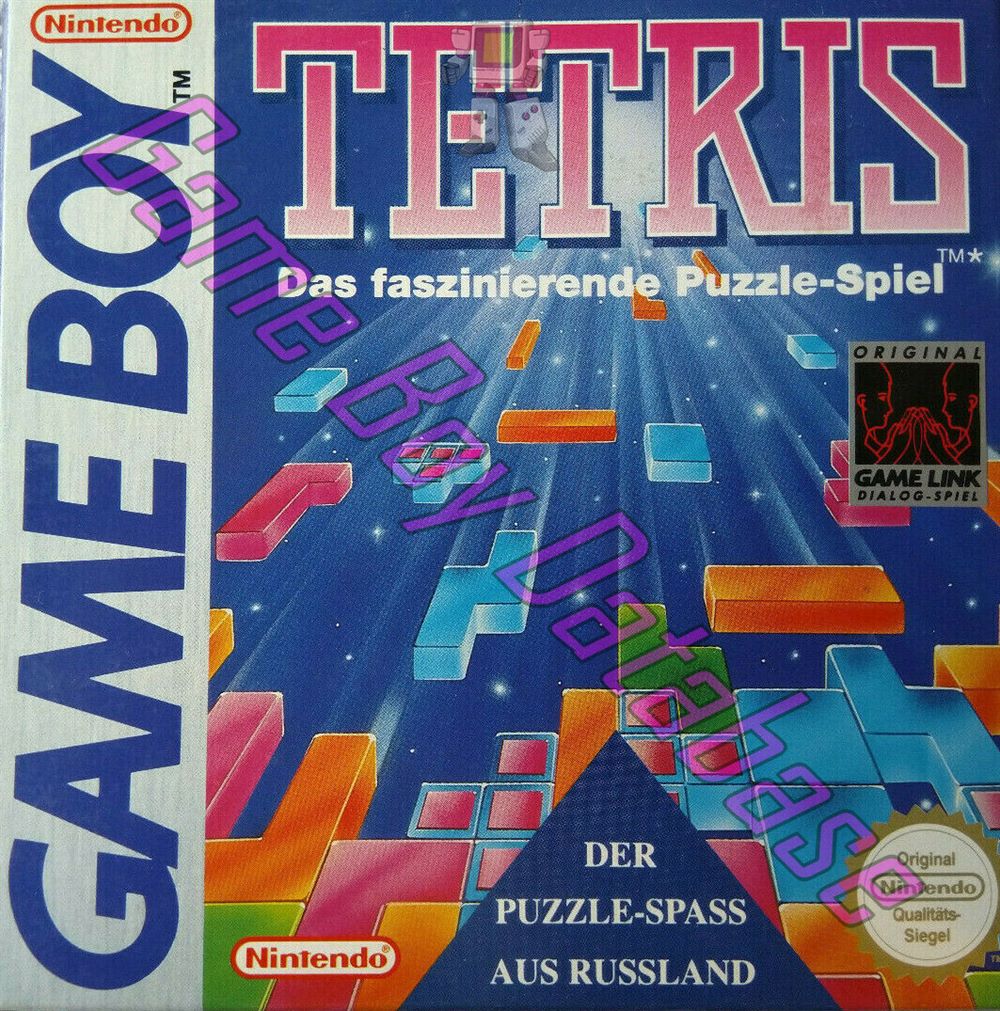 Nintendo®
GAME BOY™
TETRIS
™*
Das faszinierende Puzzle-Spiel
ORIGINAL
GAME LINK
DIALOG-SPIEL
Game Boy Database
DER
PUZZLE-SPASS
AUS RUSSLAND
Nintendo®
Original
Nintendo
Qualitäts-
Siegel
TM